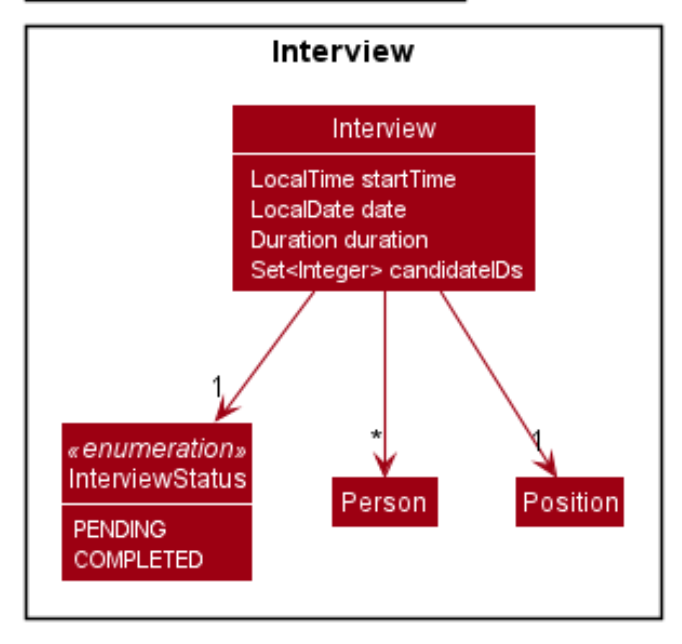 Interview
Interview
LocalTime startTime
LocalDate date
Duration duration
Set<Integer> candidateIDs
1
*
1
«enumeration»
InterviewStatus
PENDING
COMPLETED
Person
Position